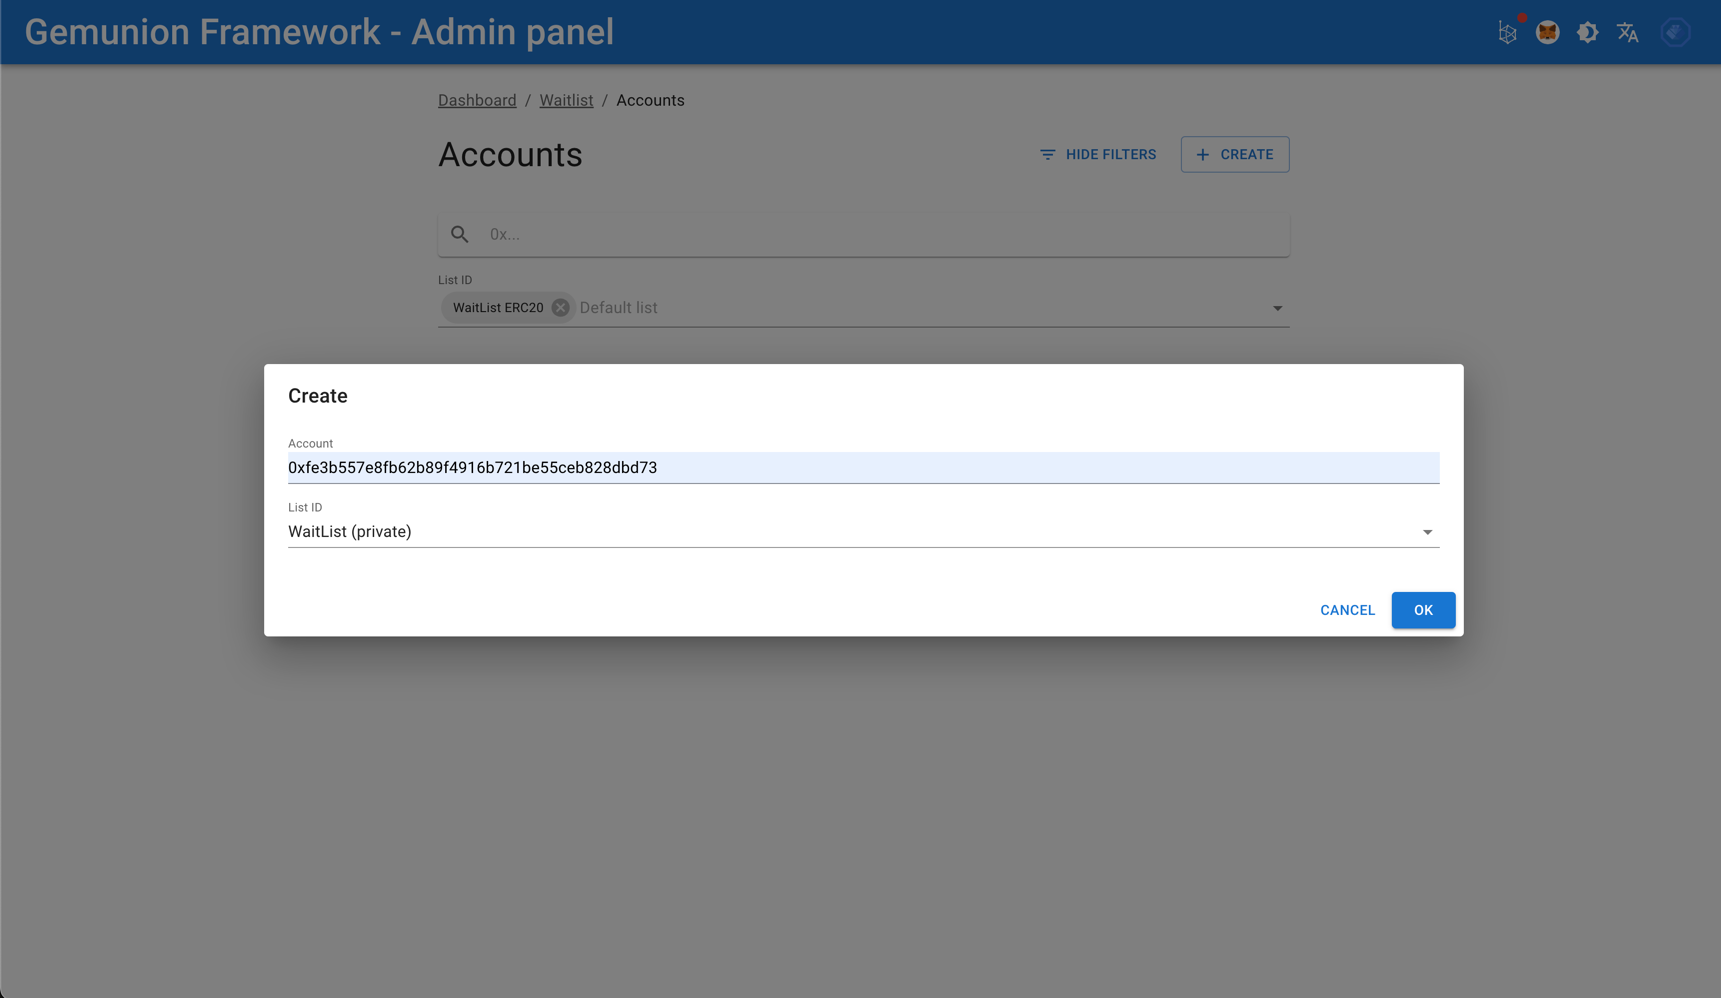 Gemunion Framework - Admin panel
Dashboard / Waitlist / Accounts
Accounts
HIDE FILTERS
CREATE
0x...
List ID
WaitList ERC20 Default list
Create
Account
0xfe3b557e8fb62b89f4916b721be55ceb828dbd73
List ID
WaitList (private)
CANCEL
OK